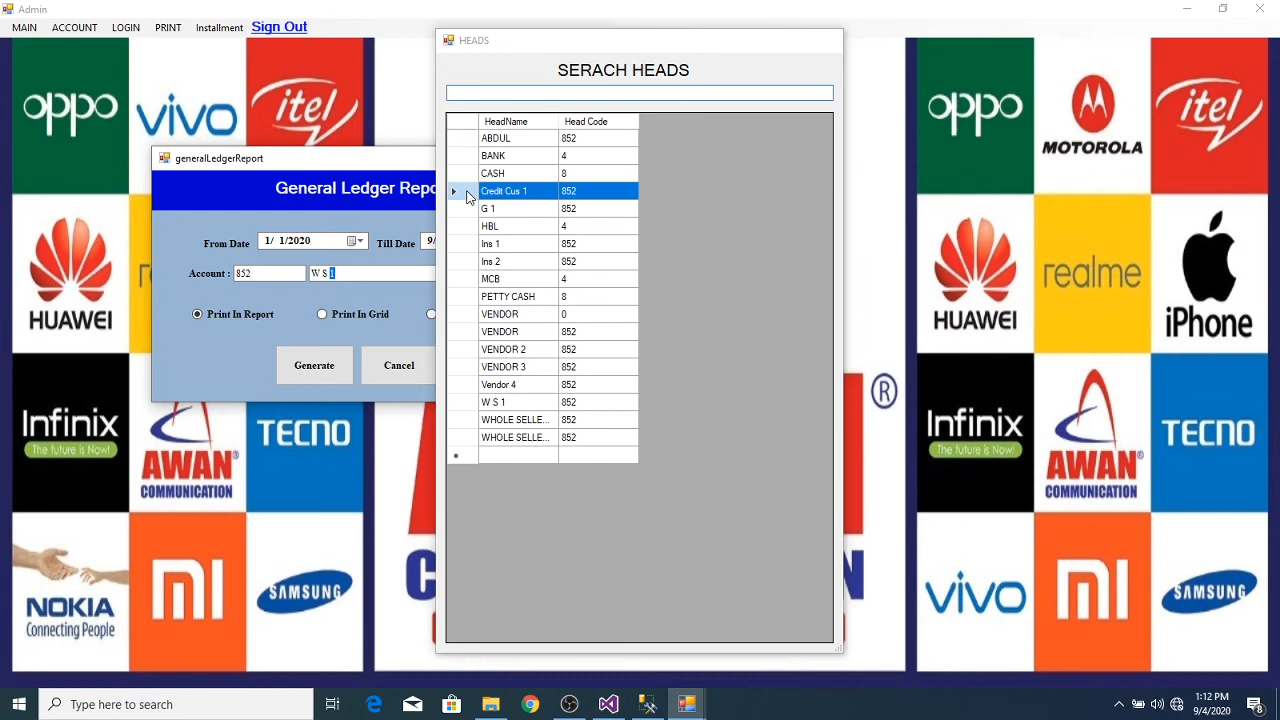 Admin
MAIN ACCOUNT LOGIN PRINT Installment Sign Out
HEADS
SERACH HEADS
HeadName Head Code
ABDUL 852
BANK 4
CASH 8
Credit Cus 1 852
G 1 852
HBL 4
Ins 1 852
Ins 2 852
MCB 4
PETTY CASH 8
VENDOR 0
VENDOR 852
VENDOR 2 852
VENDOR 3 852
Vendor 4 852
W S 1 852
WHOLE SELLE... 852
WHOLE SELLE... 852
generalLedgerReport
General Ledger Repo
From Date 1/ 1/2020 Till Date 9/
Account : 852 W S 1
Print In Report Print In Grid
Generate Cancel
oppo vivo itel
HUAWEI
Infinix
The future is Now!
AWAN
COMMUNICATION
TECNO
NOKIA
Connecting People
MI
SAMSUNG
®
oppo MOTOROLA itel
HUAWEI realme iPhone
Infinix
The future is Now!
AWAN
COMMUNICATION
TECNO
vivo MI SAMSUNG
Type here to search
1:12 PM
9/4/2020
8